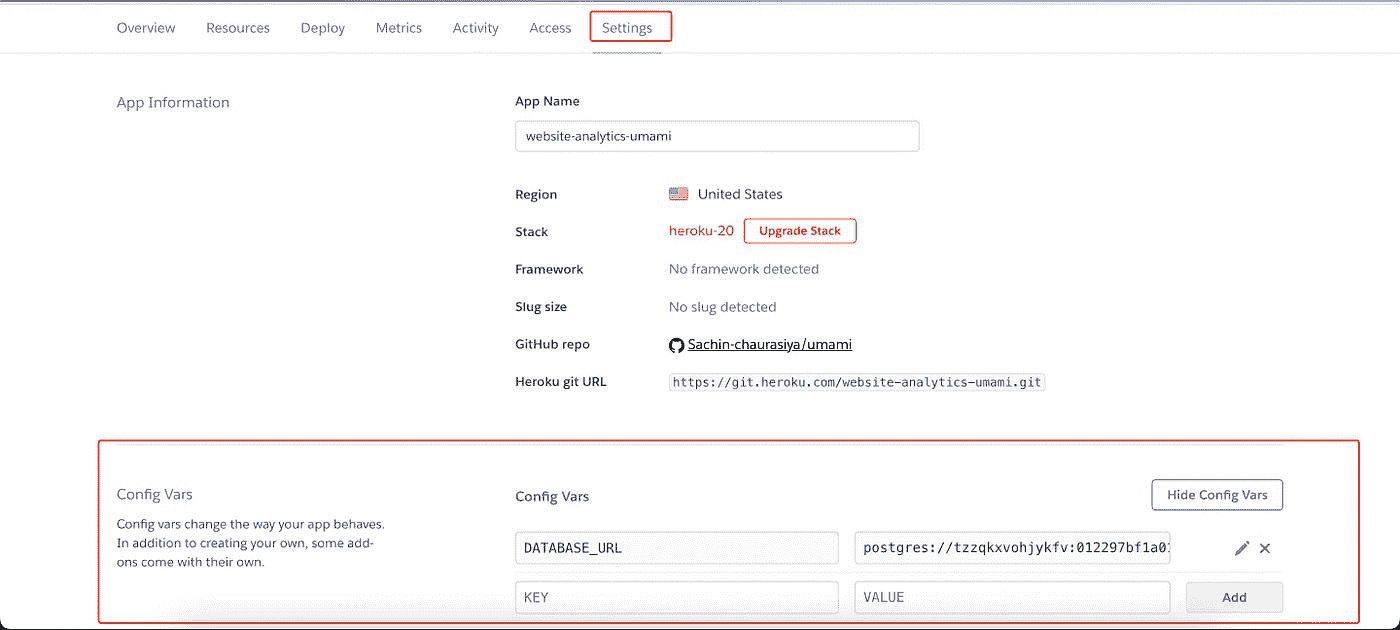 Overview Resources Deploy Metrics Activity Access Settings
App Information
App Name
website-analytics-umami
Region United States
Stack heroku-20 Upgrade Stack
Framework No framework detected
Slug size No slug detected
GitHub repo Sachin-chaurasiya/umami
Heroku git URL https://git.heroku.com/website-analytics-umami.git
Config Vars
Config vars change the way your app behaves.
In addition to creating your own, some add-
ons come with their own.
Config Vars Hide Config Vars
DATABASE_URL postgres://tzzqkxvohjykfv:012297bf1a01
KEY VALUE Add